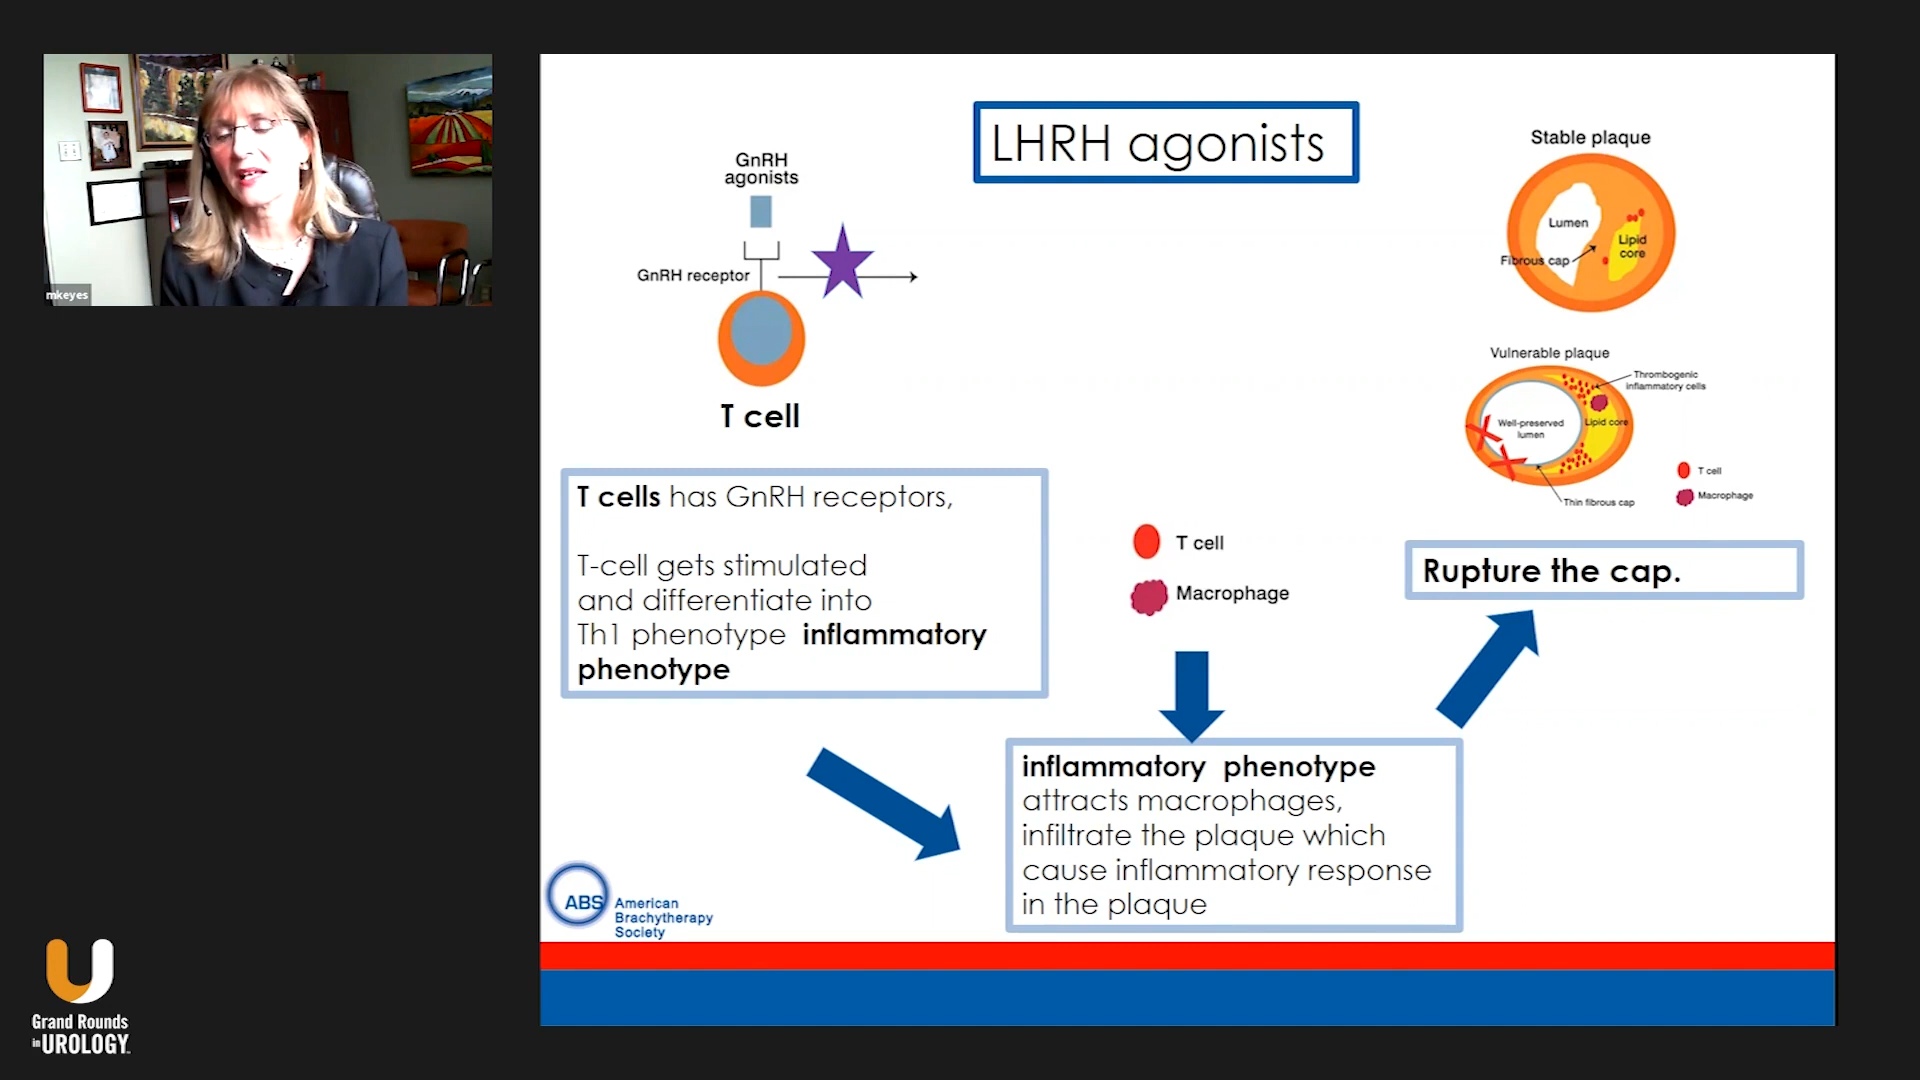 mkeyes
LHRH agonists
GnRH
agonists
GnRH receptor
T cell
Stable plaque
Lumen
Lipid
core
Fibrous cap
Vulnerable plaque
Thrombogenic
inflammatory cells
Well-preserved
lumen
Lipid core
Thin fibrous cap
T cell
Macrophage
T cells has GnRH receptors,
T-cell gets stimulated
and differentiate into
Th1 phenotype inflammatory
phenotype
T cell
Macrophage
Rupture the cap.
inflammatory phenotype
attracts macrophages,
infiltrate the plaque which
cause inflammatory response
in the plaque
ABS
American
Brachytherapy
Society
U
Grand Rounds
in UROLOGY™